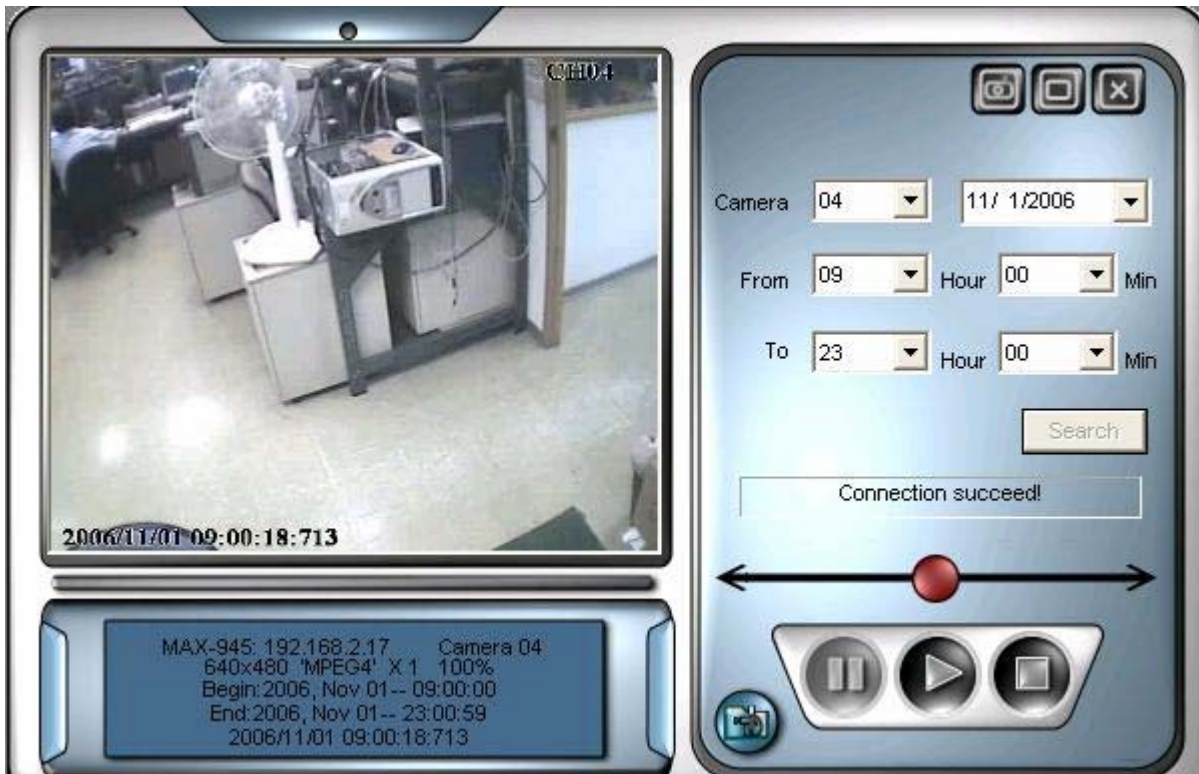 CH04
2006/11/01 09:00:18:713
MAX-945: 192.168.2.17 Camera 04
640x480 'MPEG4' X 1 100%
Begin:2006, Nov 01-- 09:00:00
End:2006, Nov 01-- 23:00:59
2006/11/01 09:00:18:713
Camera 04 11/ 1/2006
From 09 Hour 00 Min
To 23 Hour 00 Min
Search
Connection succeed!